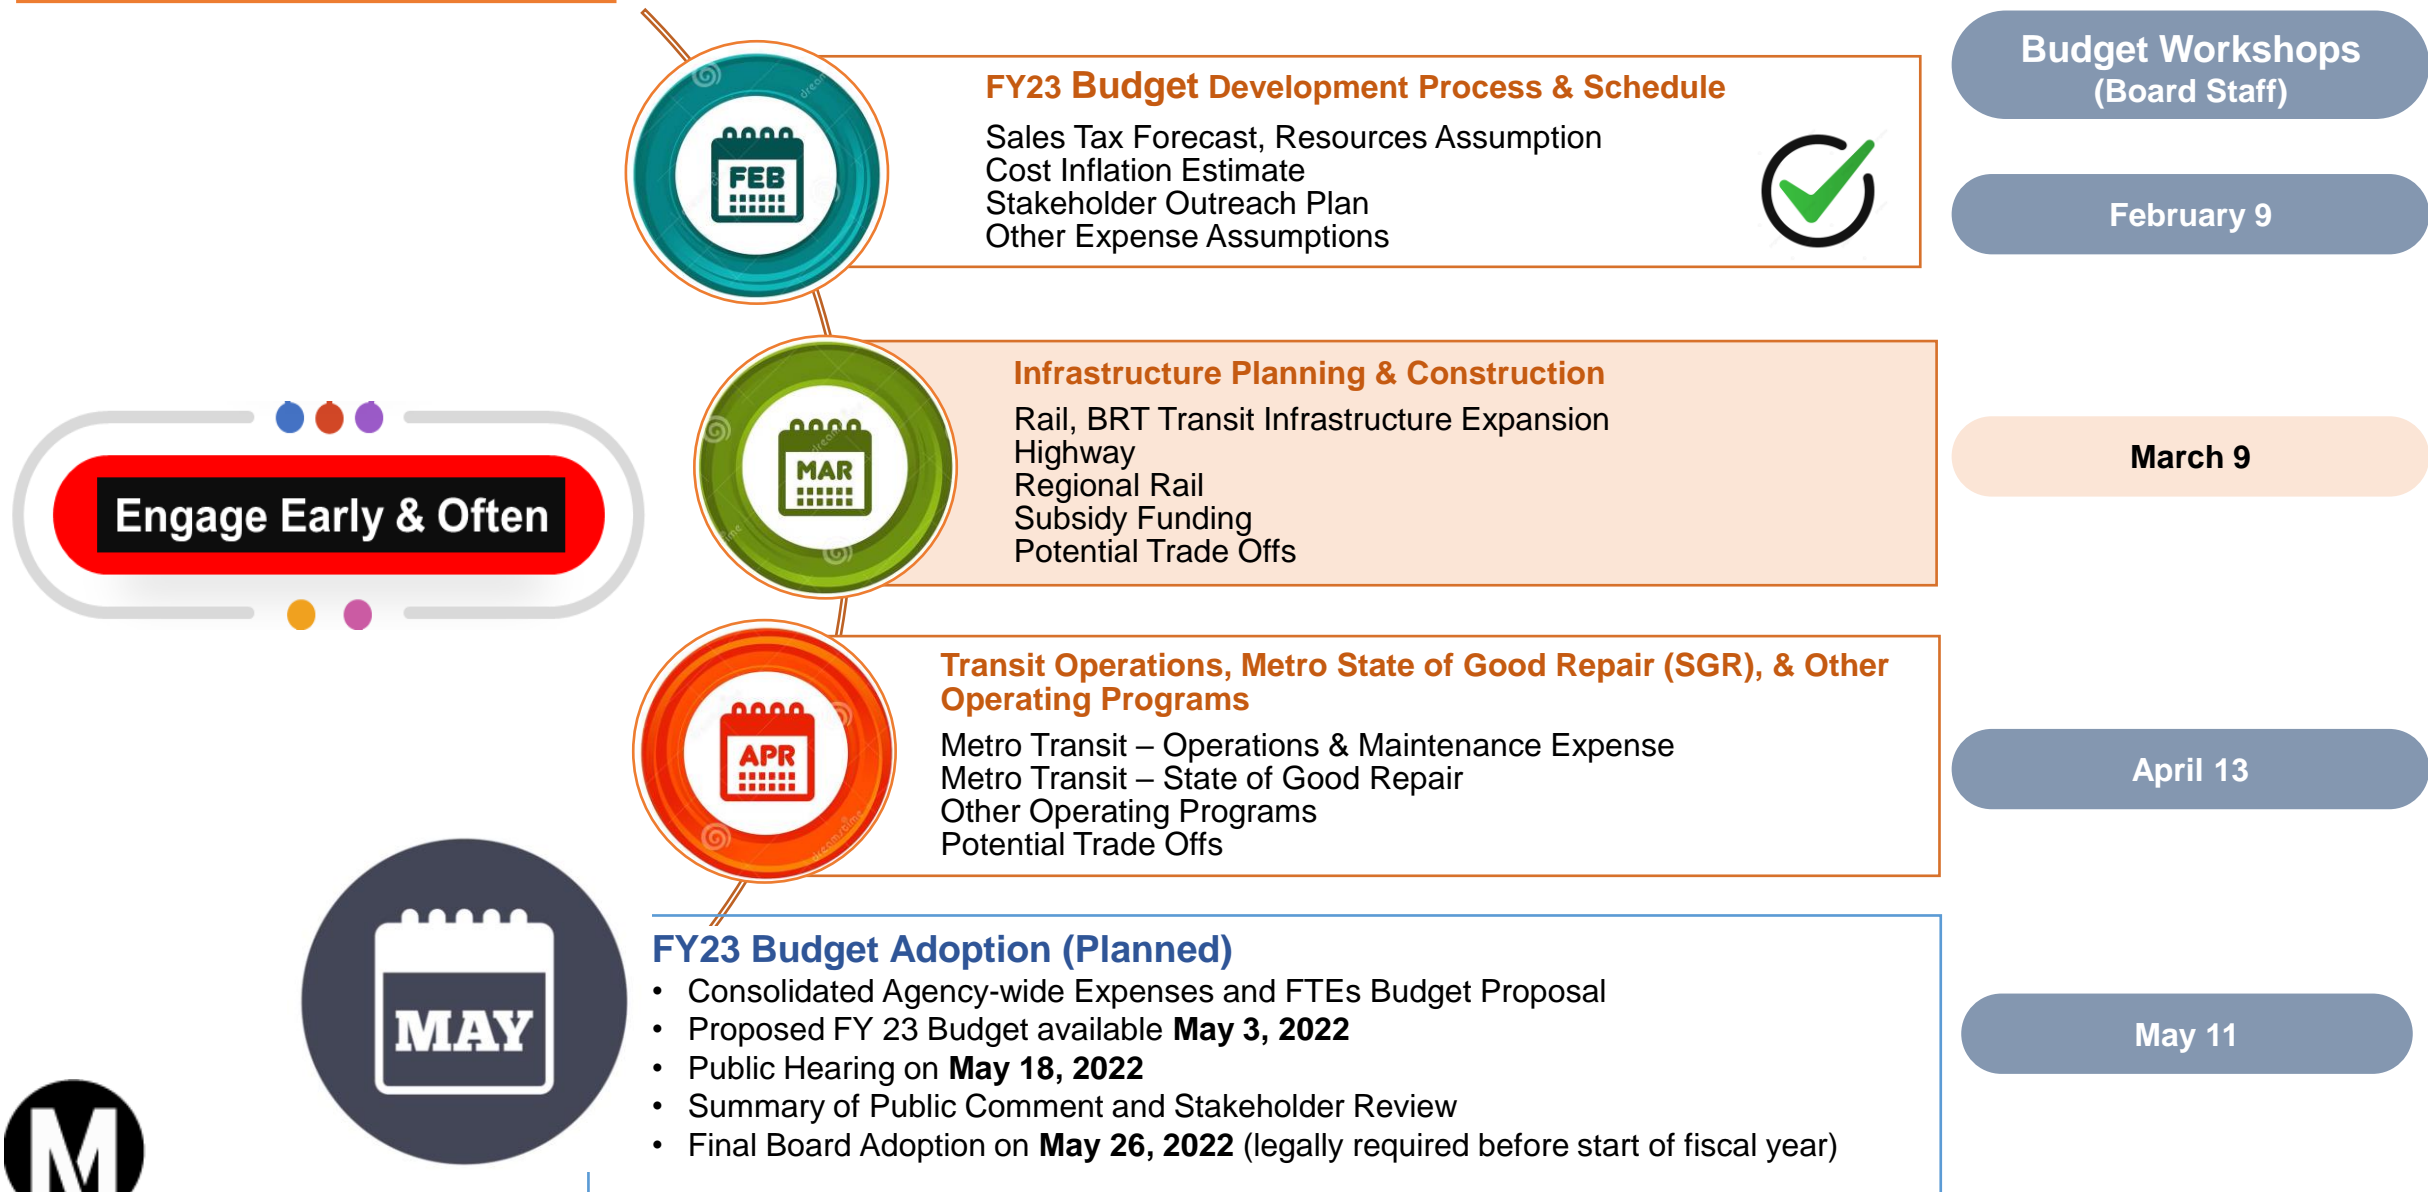 FY23 Budget Development Process & Schedule
Sales Tax Forecast, Resources Assumption
Cost Inflation Estimate
Stakeholder Outreach Plan
Other Expense Assumptions
FEB
Budget Workshops
(Board Staff)
February 9
Infrastructure Planning & Construction
Rail, BRT Transit Infrastructure Expansion
Highway
Regional Rail
Subsidy Funding
Potential Trade Offs
MAR
March 9
Engage Early & Often
Transit Operations, Metro State of Good Repair (SGR), & Other
Operating Programs
Metro Transit – Operations & Maintenance Expense
Metro Transit – State of Good Repair
Other Operating Programs
Potential Trade Offs
APR
April 13
MAY
FY23 Budget Adoption (Planned)
• Consolidated Agency-wide Expenses and FTEs Budget Proposal
• Proposed FY 23 Budget available May 3, 2022
• Public Hearing on May 18, 2022
• Summary of Public Comment and Stakeholder Review
• Final Board Adoption on May 26, 2022 (legally required before start of fiscal year)
May 11
M